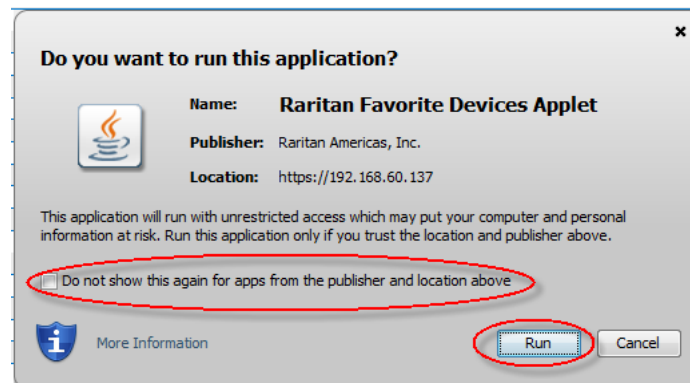 Do you want to run this application?
Name: Raritan Favorite Devices Applet
Publisher: Raritan Americas, Inc.
Location: https://192.168.60.137
This application will run with unrestricted access which may put your computer and personal
information at risk. Run this application only if you trust the location and publisher above.
Do not show this again for apps from the publisher and location above
More Information
Run Cancel